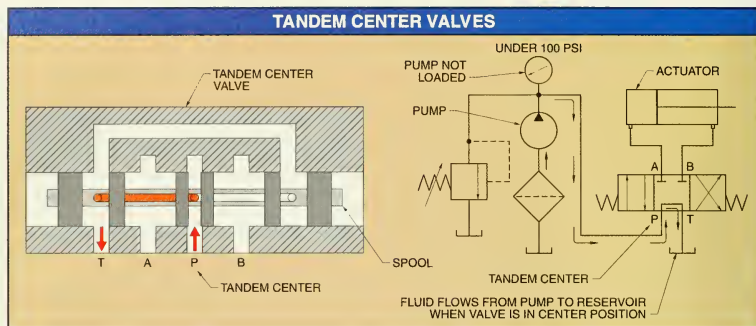 TANDEM CENTER VALVES
TANDEM CENTER
VALVE
T
A
P
B
SPOOL
TANDEM CENTER
UNDER 100 PSI
PUMP NOT
LOADED
PUMP
ACTUATOR
A
B
P
T
TANDEM CENTER
FLUID FLOWS FROM PUMP TO RESERVOIR
WHEN VALVE IS IN CENTER POSITION